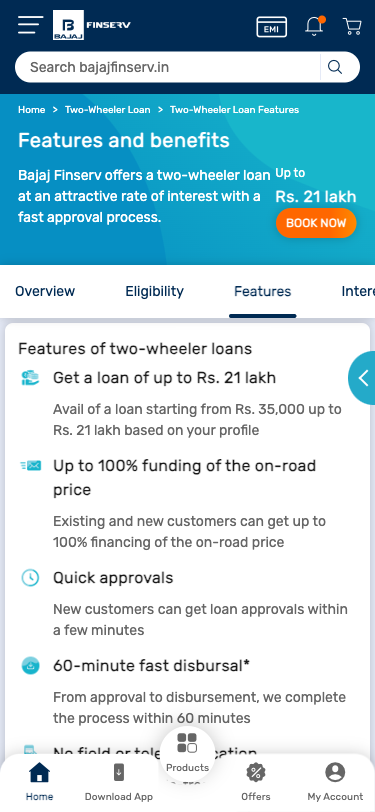 BAJAJ
FINSERV
EMI
Search bajajfinserv.in
Home > Two-Wheeler Loan > Two-Wheeler Loan Features
Features and benefits
Bajaj Finserv offers a two-wheeler loan
at an attractive rate of interest with a
fast approval process.
Up to
Rs. 21 lakh
BOOK NOW
Overview
Eligibility
Features
Inter
Features of two-wheeler loans
Get a loan of up to Rs. 21 lakh
Avail of a loan starting from Rs. 35,000 up to
Rs. 21 lakh based on your profile
Up to 100% funding of the on-road
price
Existing and new customers can get up to
100% financing of the on-road price
Quick approvals
New customers can get loan approvals within
a few minutes
60-minute fast disbursal*
From approval to disbursement, we complete
the process within 60 minutes
No field or tele
Products
Home
Download App
Offers
My Account